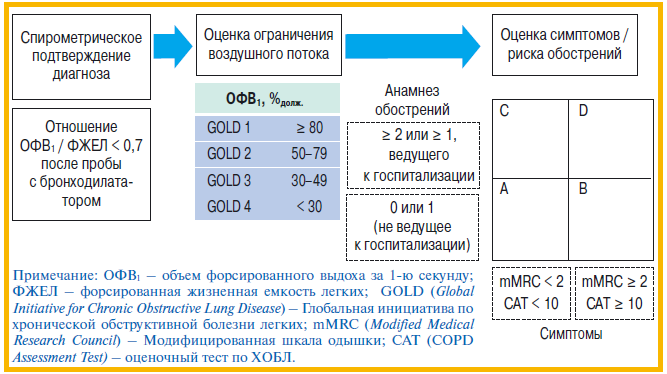 Спирометрическое
подтверждение
диагноза
Оценка ограничения
воздушного потока
Оценка симптомов /
риска обострений
Отношение
ОФВ₁ / ФЖЕЛ < 0,7
после пробы
с бронходилата-
тором
ОФВ₁, %долж.
GOLD 1 ≥ 80
GOLD 2 50–79
GOLD 3 30–49
GOLD 4 < 30
Анамнез
обострений
≥ 2 или ≥ 1,
ведущего
к госпитализации
0 или 1
(не ведущее
к госпитализации)
C D
A B
mMRC < 2
CAT < 10
mMRC ≥ 2
CAT ≥ 10
Симптомы
Примечание: ОФВ₁ – объем форсированного выдоха за 1-ю секунду;
ФЖЕЛ – форсированная жизненная емкость легких; GOLD (Global
Initiative for Chronic Obstructive Lung Disease) – Глобальная инициатива по
хронической обструктивной болезни легких; mMRC (Modified Medical
Research Council) – Модифицированная шкала одышки; CAT (COPD
Assessment Test) – оценочный тест по ХОБЛ.